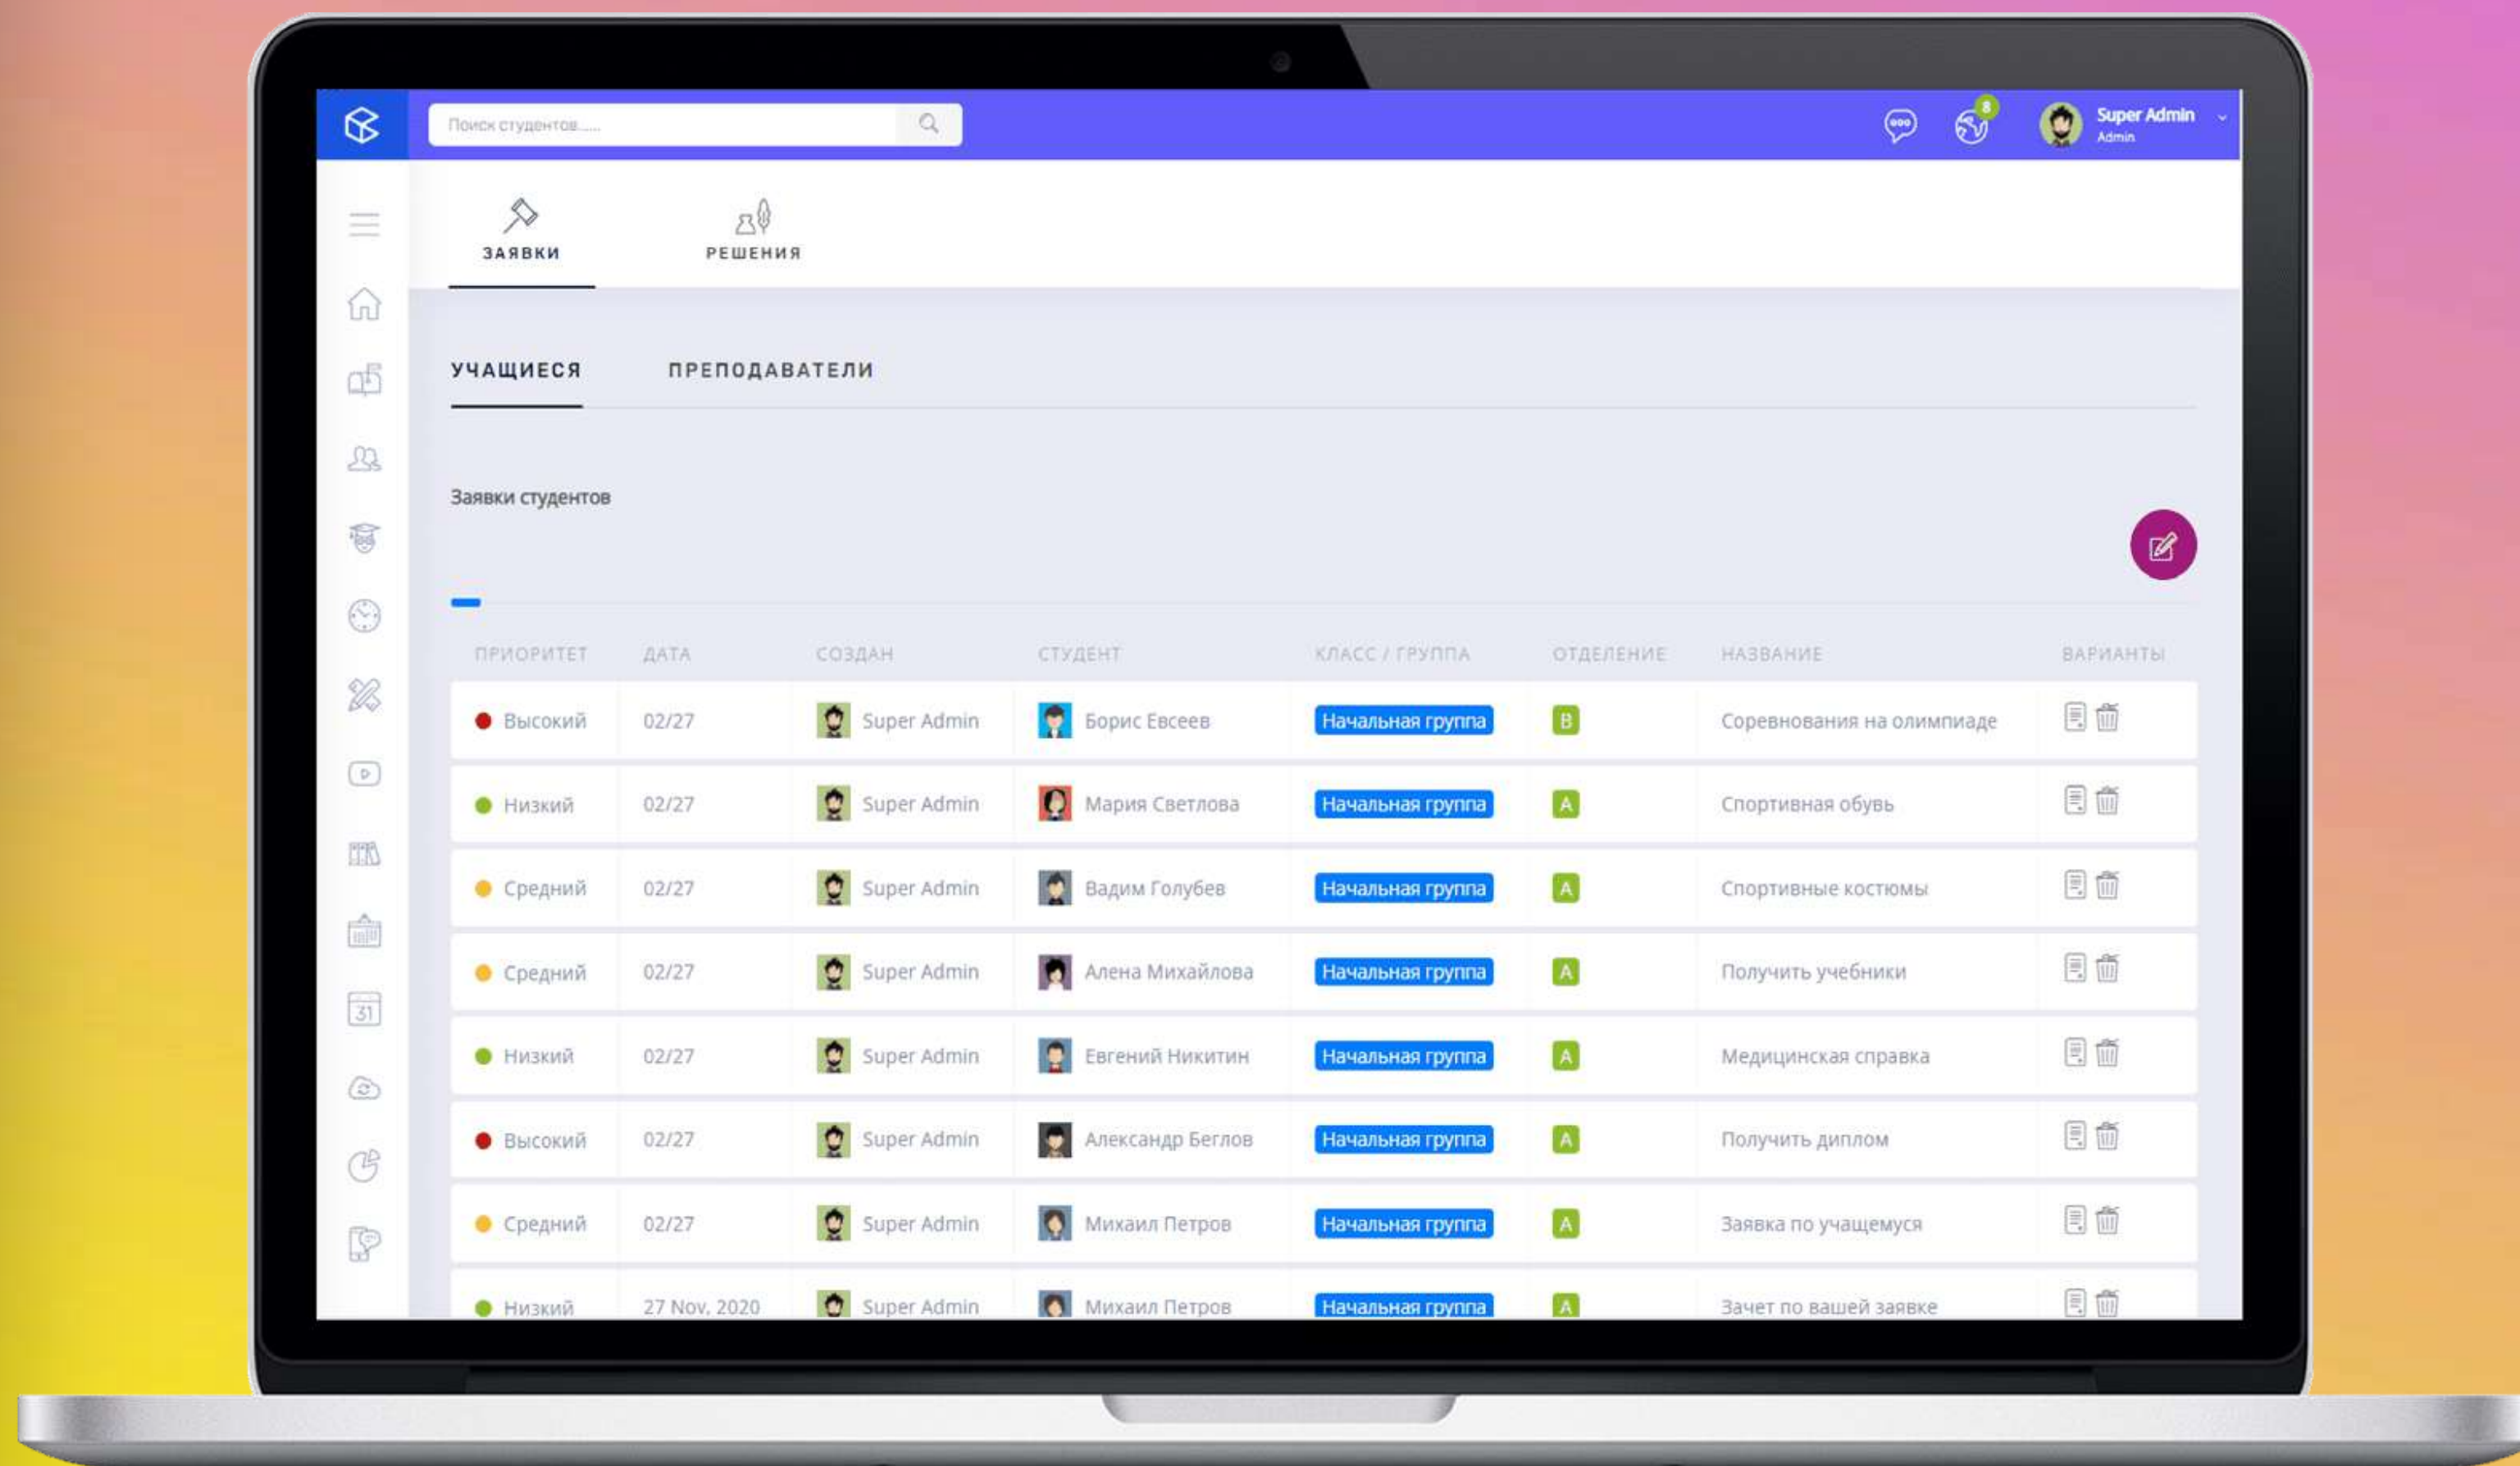 Поиск студентов......
8
Super Admin
Admin
ЗАЯВКИ РЕШЕНИЯ
УЧАЩИЕСЯ ПРЕПОДАВАТЕЛИ
Заявки студентов
ПРИОРИТЕТ ДАТА СОЗДАН СТУДЕНТ КЛАСС / ГРУППА ОТДЕЛЕНИЕ НАЗВАНИЕ ВАРИАНТЫ
Высокий 02/27 Super Admin Борис Евсеев Начальная группа B Соревнования на олимпиаде
Низкий 02/27 Super Admin Мария Светлова Начальная группа A Спортивная обувь
Средний 02/27 Super Admin Вадим Голубев Начальная группа A Спортивные костюмы
Средний 02/27 Super Admin Алена Михайлова Начальная группа A Получить учебники
31
Низкий 02/27 Super Admin Евгений Никитин Начальная группа A Медицинская справка
Высокий 02/27 Super Admin Александр Беглов Начальная группа A Получить диплом
Средний 02/27 Super Admin Михаил Петров Начальная группа A Заявка по учащемуся
Низкий 27 Nov, 2020 Super Admin Михаил Петров Начальная группа A Зачет по вашей заявке